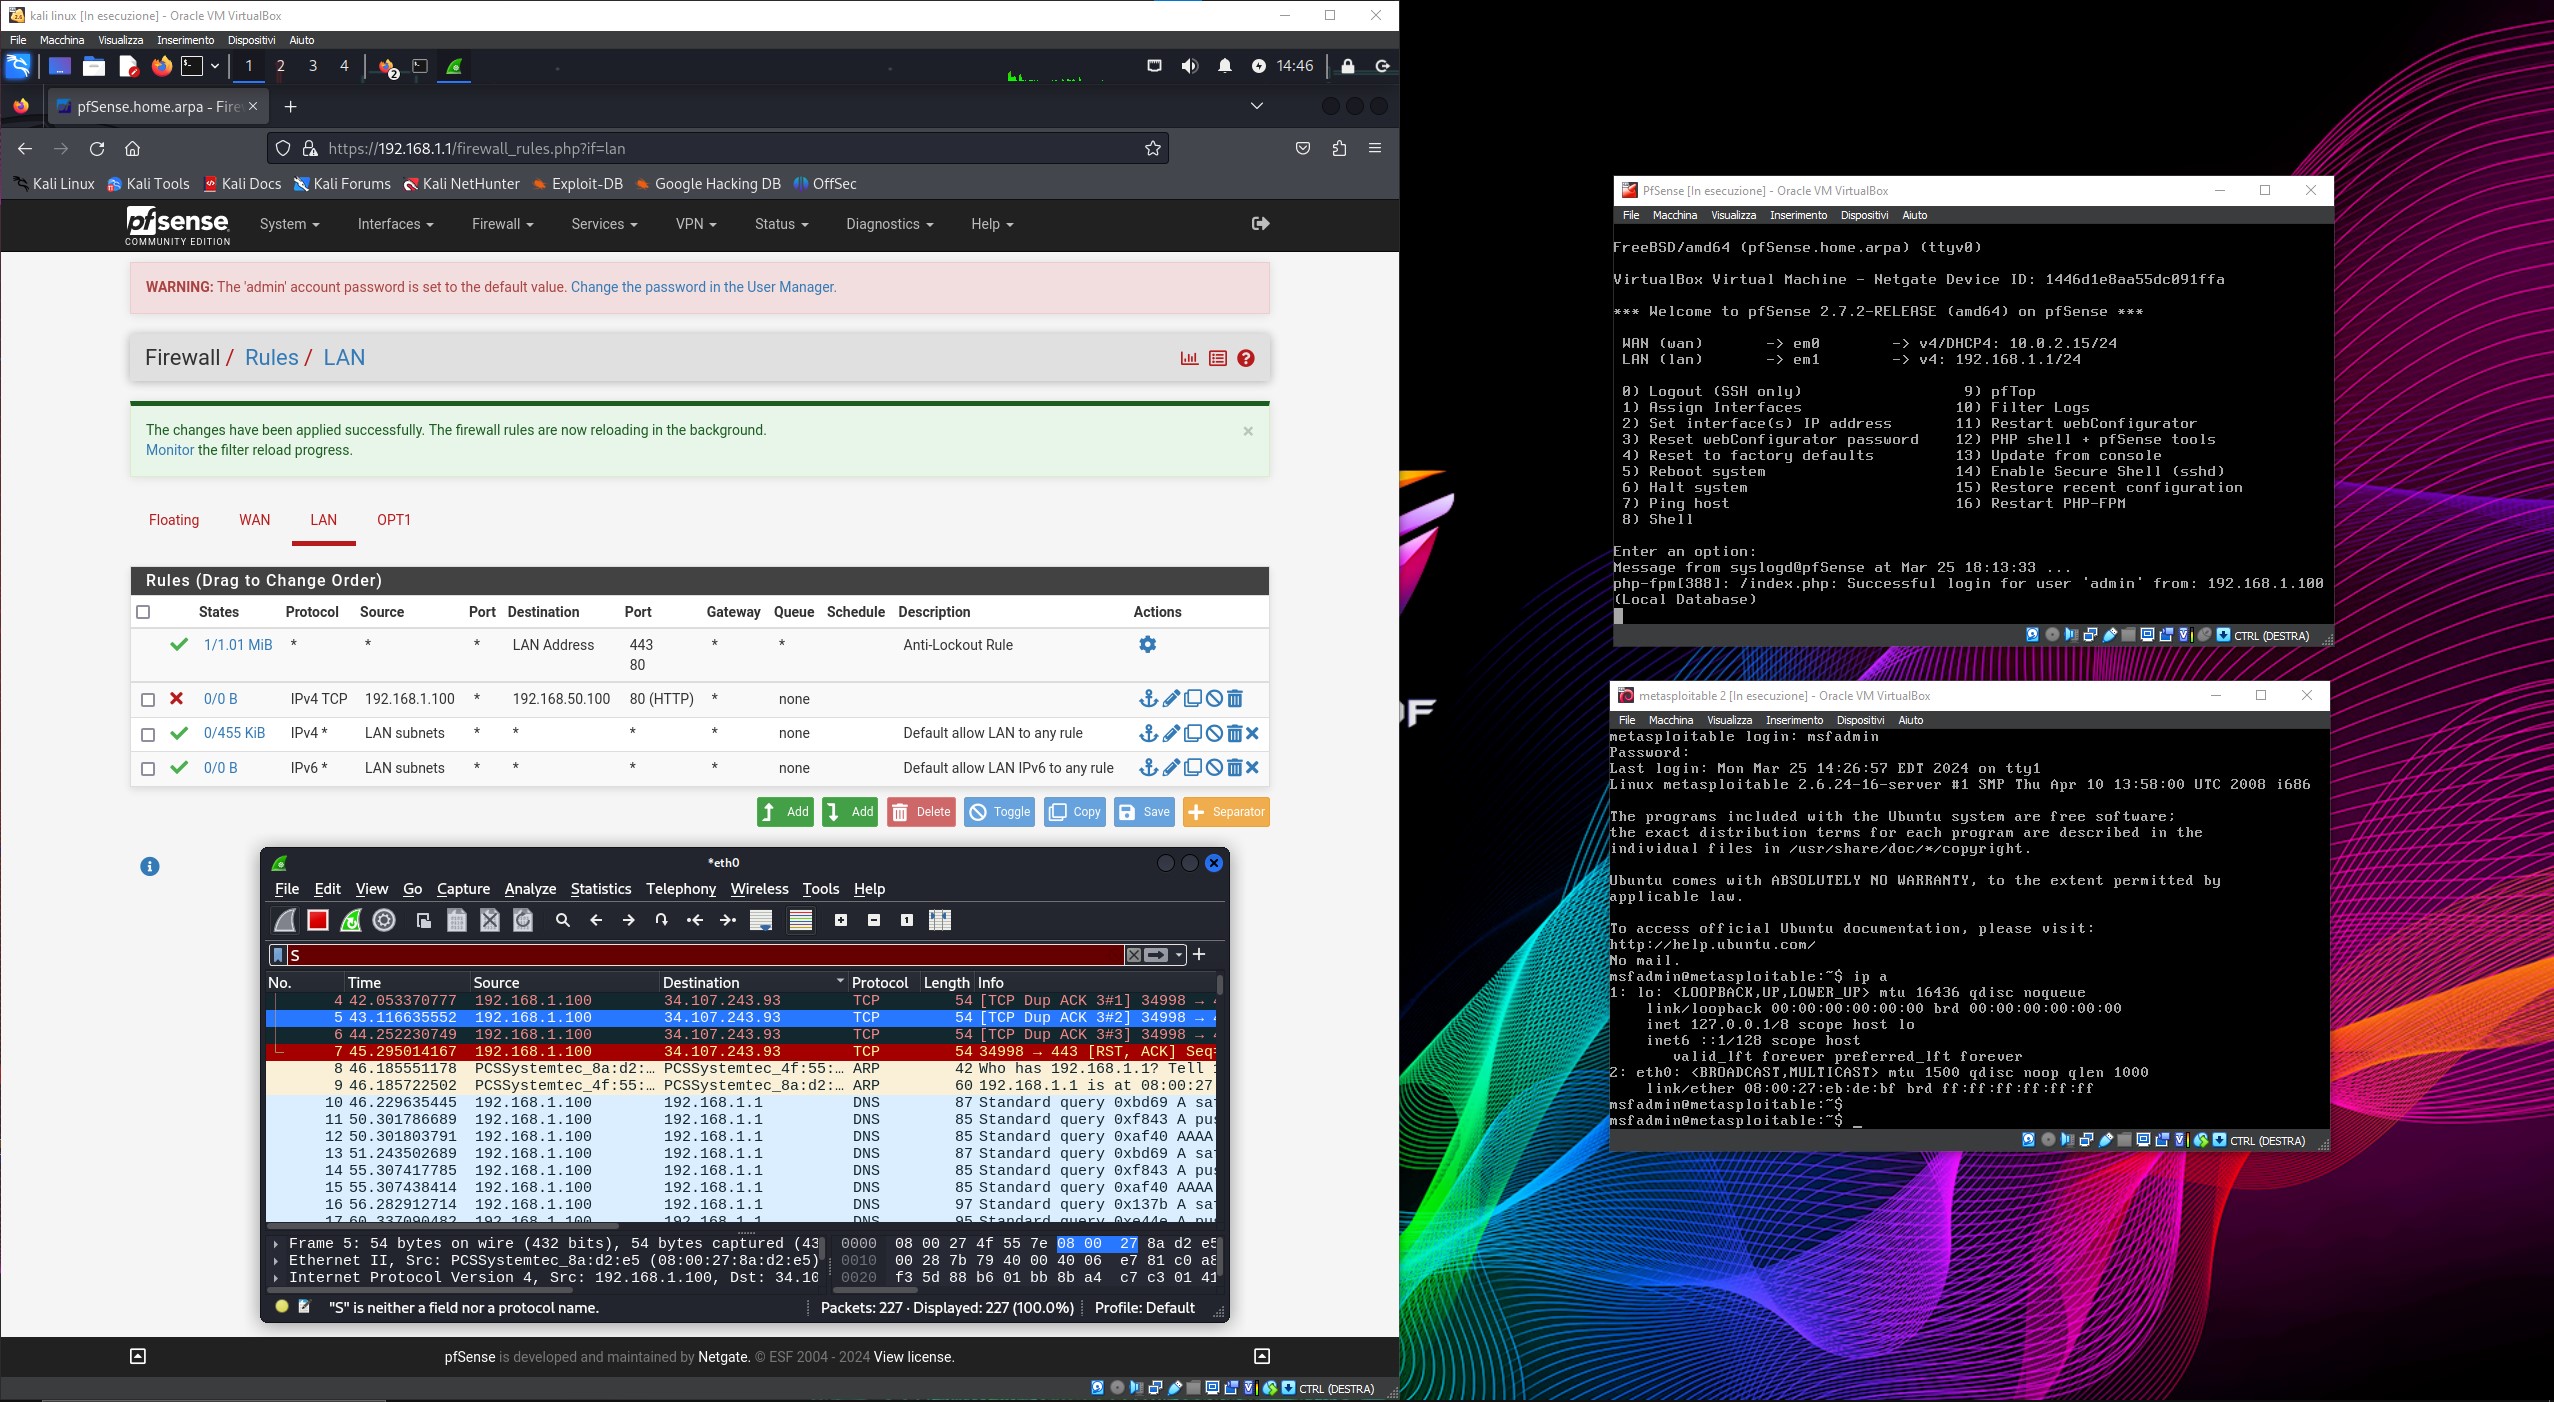 kali linux [In esecuzione] - Oracle VM VirtualBox
File Macchina Visualizza Inserimento Dispositivi Aiuto
1 2 3 4 2 14:46
pfSense.home.arpa - Fire
https://192.168.1.1/firewall_rules.php?if=lan
Kali Linux Kali Tools Kali Docs Kali Forums Kali NetHunter Exploit-DB Google Hacking DB OffSec
pfsense COMMUNITY EDITION System Interfaces Firewall Services VPN Status Diagnostics Help
WARNING: The 'admin' account password is set to the default value. Change the password in the User Manager.
Firewall / Rules / LAN
The changes have been applied successfully. The firewall rules are now reloading in the background.
Monitor the filter reload progress.
Floating WAN LAN OPT1
Rules (Drag to Change Order)
States Protocol Source Port Destination Port Gateway Queue Schedule Description Actions
1/1.01 MiB * * * LAN Address 443 * * Anti-Lockout Rule
80
0/0 B IPv4 TCP 192.168.1.100 * 192.168.50.100 80 (HTTP) * none
0/455 KiB IPv4 * LAN subnets * * * * none Default allow LAN to any rule
0/0 B IPv6 * LAN subnets * * * * none Default allow LAN IPv6 to any rule
Add Add Delete Toggle Copy Save Separator
*eth0
File Edit View Go Capture Analyze Statistics Telephony Wireless Tools Help
S
No. Time Source Destination Protocol Length Info
4 42.053370777 192.168.1.100 34.107.243.93 TCP 54 [TCP Dup ACK 3#1] 34998 →
5 43.116635552 192.168.1.100 34.107.243.93 TCP 54 [TCP Dup ACK 3#2] 34998 →
6 44.252230749 192.168.1.100 34.107.243.93 TCP 54 [TCP Dup ACK 3#3] 34998 →
7 45.295014167 192.168.1.100 34.107.243.93 TCP 54 34998 → 443 [RST, ACK] Seq=
8 46.185551178 PCSSystemtec_8a:d2:… PCSSystemtec_4f:55:… ARP 42 Who has 192.168.1.1? Tell
9 46.185722502 PCSSystemtec_4f:55:… PCSSystemtec_8a:d2:… ARP 60 192.168.1.1 is at 08:00:27
10 46.229635445 192.168.1.100 192.168.1.1 DNS 87 Standard query 0xbd69 A sa
11 50.301786689 192.168.1.100 192.168.1.1 DNS 85 Standard query 0xf843 A pu
12 50.301803791 192.168.1.100 192.168.1.1 DNS 85 Standard query 0xaf40 AAAA
13 51.243502689 192.168.1.100 192.168.1.1 DNS 87 Standard query 0xbd69 A sa
14 55.307417785 192.168.1.100 192.168.1.1 DNS 85 Standard query 0xf843 A pu
15 55.307438414 192.168.1.100 192.168.1.1 DNS 85 Standard query 0xaf40 AAAA
16 56.282912714 192.168.1.100 192.168.1.1 DNS 97 Standard query 0x137b A sa
17 60.337090482 192.168.1.100 192.168.1.1 DNS 95 Standard query 0xe44e A pu
Frame 5: 54 bytes on wire (432 bits), 54 bytes captured (43
Ethernet II, Src: PCSSystemtec_8a:d2:e5 (08:00:27:8a:d2:e5)
Internet Protocol Version 4, Src: 192.168.1.100, Dst: 34.10
0000 08 00 27 4f 55 7e 08 00 27 8a d2 e5
0010 00 28 7b 79 40 00 40 06 e7 81 c0 a8
0020 f3 5d 88 b6 01 bb 8b a4 c7 c3 01 41
"S" is neither a field nor a protocol name. Packets: 227 · Displayed: 227 (100.0%) Profile: Default
pfSense is developed and maintained by Netgate. © ESF 2004 - 2024 View license.
CTRL (DESTRA)
PfSense [In esecuzione] - Oracle VM VirtualBox
File Macchina Visualizza Inserimento Dispositivi Aiuto
FreeBSD/amd64 (pfSense.home.arpa) (ttyv0)
VirtualBox Virtual Machine - Netgate Device ID: 1446d1e8aa55dc091ffa
*** Welcome to pfSense 2.7.2-RELEASE (amd64) on pfSense ***
WAN (wan) -> em0 -> v4/DHCP4: 10.0.2.15/24
LAN (lan) -> em1 -> v4: 192.168.1.1/24
0) Logout (SSH only) 9) pfTop
1) Assign Interfaces 10) Filter Logs
2) Set interface(s) IP address 11) Restart webConfigurator
3) Reset webConfigurator password 12) PHP shell + pfSense tools
4) Reset to factory defaults 13) Update from console
5) Reboot system 14) Enable Secure Shell (sshd)
6) Halt system 15) Restore recent configuration
7) Ping host 16) Restart PHP-FPM
8) Shell
Enter an option:
Message from syslogd@pfSense at Mar 25 18:13:33 ...
php-fpm[388]: /index.php: Successful login for user 'admin' from: 192.168.1.100
(Local Database)
CTRL (DESTRA)
metasploitable 2 [In esecuzione] - Oracle VM VirtualBox
File Macchina Visualizza Inserimento Dispositivi Aiuto
metasploitable login: msfadmin
Password:
Last login: Mon Mar 25 14:26:57 EDT 2024 on tty1
Linux metasploitable 2.6.24-16-server #1 SMP Thu Apr 10 13:58:00 UTC 2008 i686
The programs included with the Ubuntu system are free software;
the exact distribution terms for each program are described in the
individual files in /usr/share/doc/*/copyright.
Ubuntu comes with ABSOLUTELY NO WARRANTY, to the extent permitted by
applicable law.
To access official Ubuntu documentation, please visit:
http://help.ubuntu.com/
No mail.
msfadmin@metasploitable:~$ ip a
1: lo: <LOOPBACK,UP,LOWER_UP> mtu 16436 qdisc noqueue
link/loopback 00:00:00:00:00:00 brd 00:00:00:00:00:00
inet 127.0.0.1/8 scope host lo
inet6 ::1/128 scope host
valid_lft forever preferred_lft forever
2: eth0: <BROADCAST,MULTICAST> mtu 1500 qdisc noop qlen 1000
link/ether 08:00:27:eb:de:bf brd ff:ff:ff:ff:ff:ff
msfadmin@metasploitable:~$
msfadmin@metasploitable:~$ _
CTRL (DESTRA)